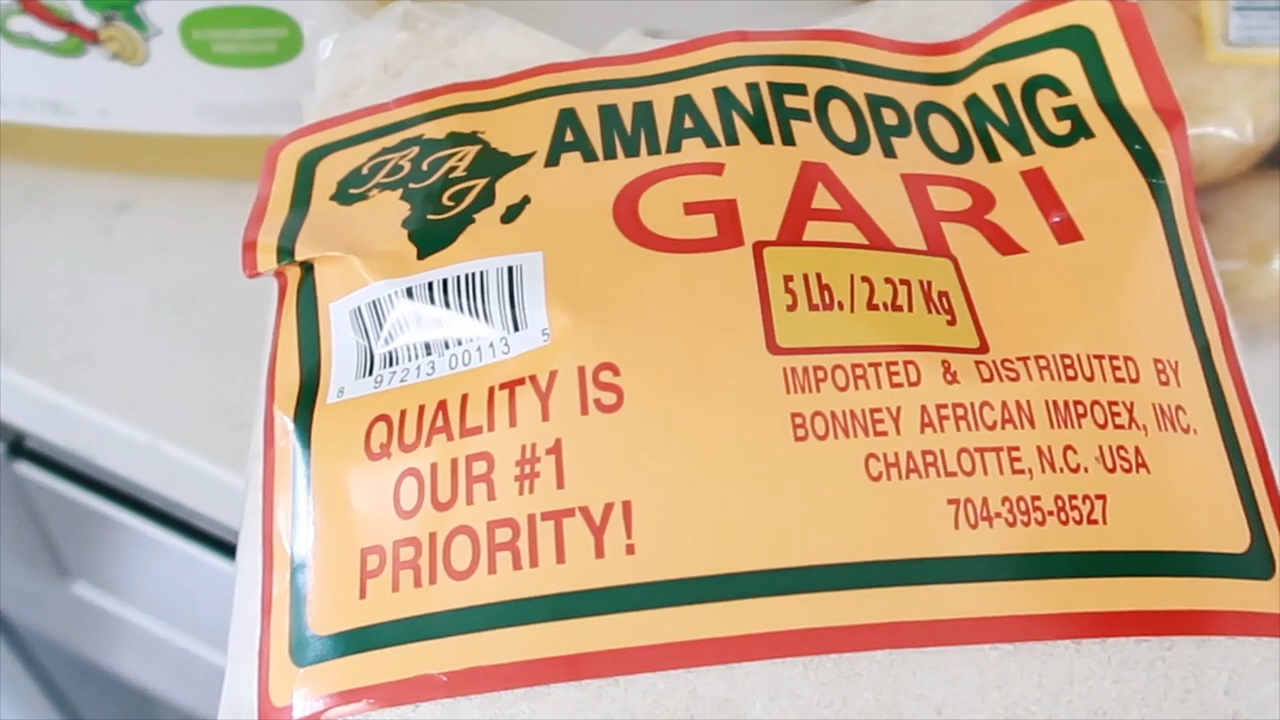 BAI
AMANFOPONG
GARI
5 Lb. / 2.27 Kg
8 97213 00113 5
QUALITY IS
OUR #1
PRIORITY!
IMPORTED & DISTRIBUTED BY
BONNEY AFRICAN IMPOEX, INC.
CHARLOTTE, N.C. USA
704-395-8527